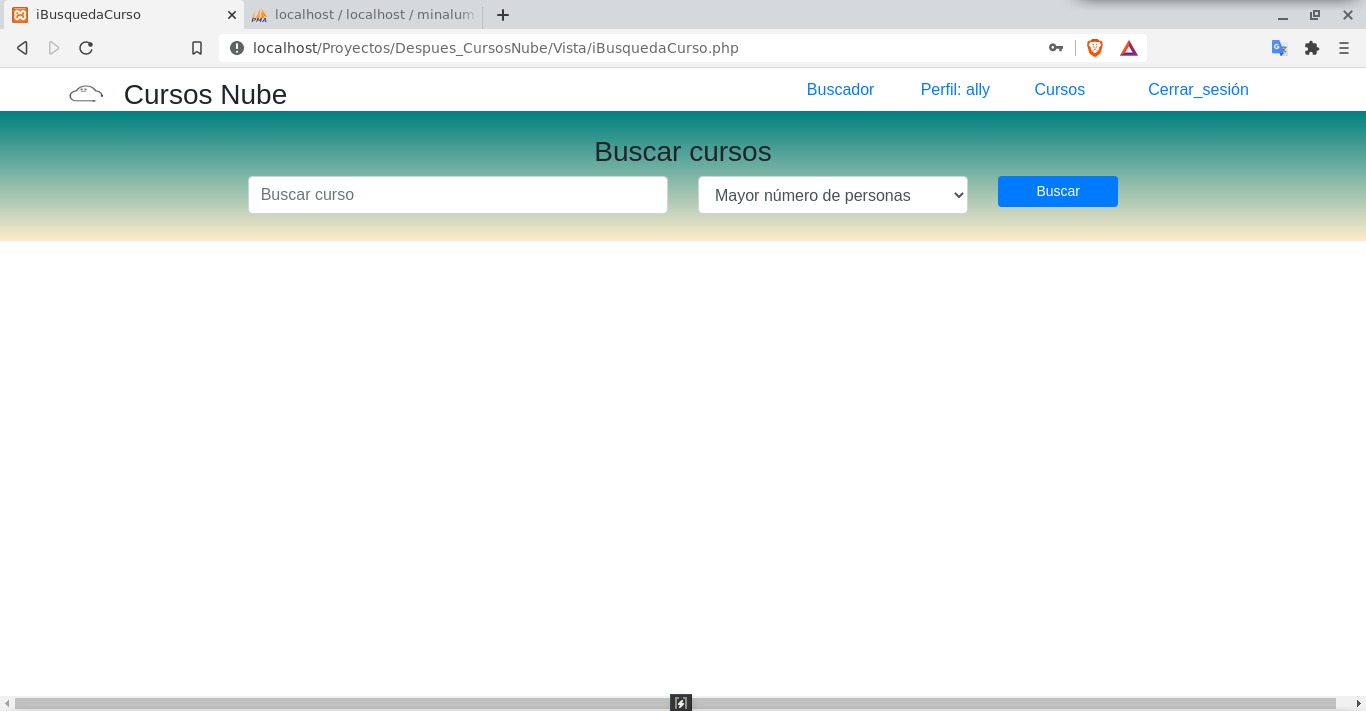 iBusquedaCurso
localhost / localhost / minalum
localhost/Proyectos/Despues_CursosNube/Vista/iBusquedaCurso.php
Cursos Nube
Buscador
Perfil: ally
Cursos
Cerrar_sesión
Buscar cursos
Buscar curso
Mayor número de personas
Buscar